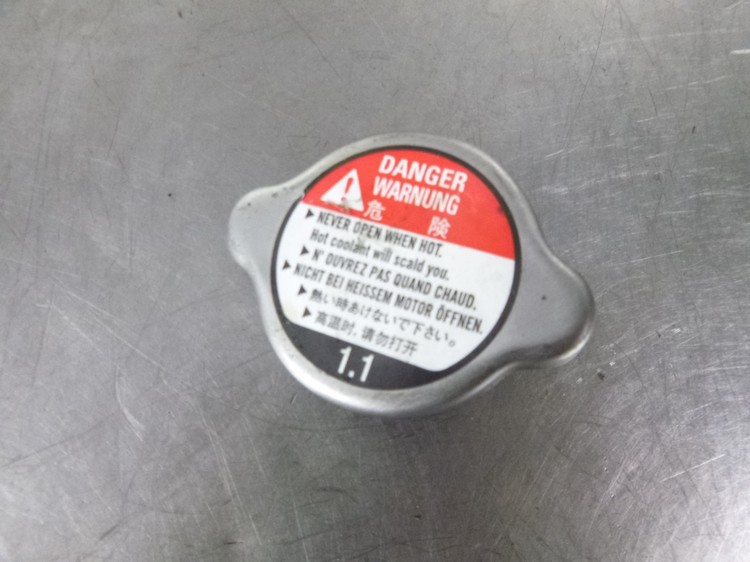 DANGER
WARNUNG
危 険
▶ NEVER OPEN WHEN HOT.
Hot coolant will scald you.
▶ N' OUVREZ PAS QUAND CHAUD.
▶ NICHT BEI HEISSEM MOTOR ÖFFNEN.
▶ 熱い時あけないで下さい。
▶ 高温时,请勿打开
1.1